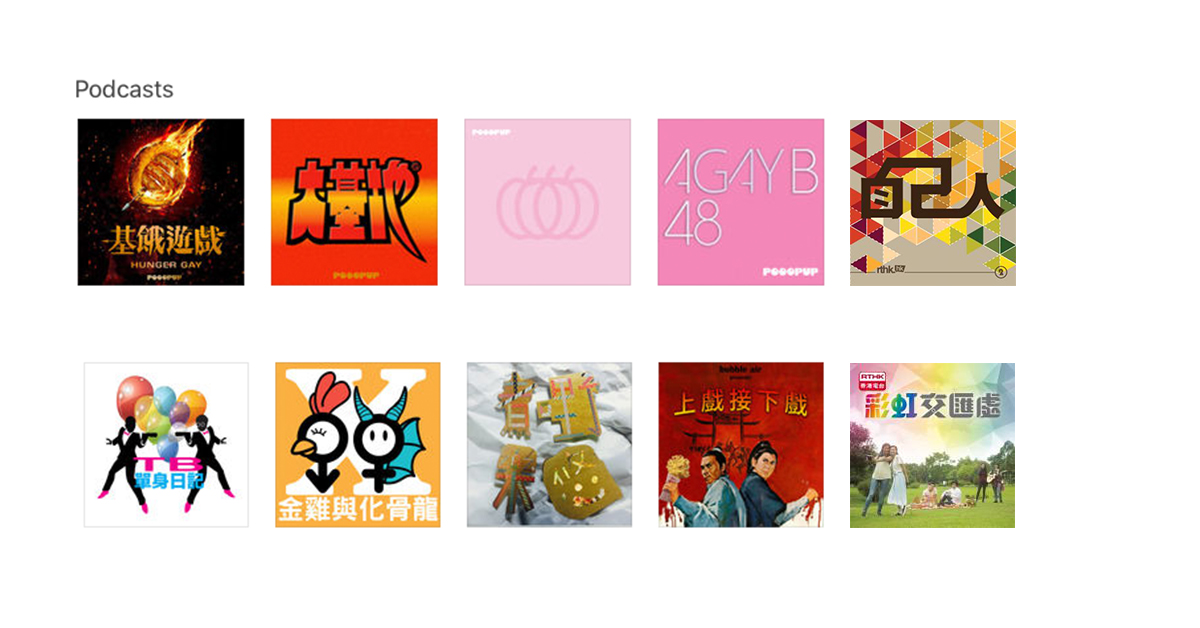 Podcasts
基餓遊戲
HUNGER GAY
POOOPUP
大基地
POOOPUP
POOOPUP
AGAY B
48
POOOPUP
自己人
rthk
2
TB
單身日記
X
金雞與化骨龍
bubble air
presents
上戲接下戲
RTHK
香港電台
彩虹交匯處